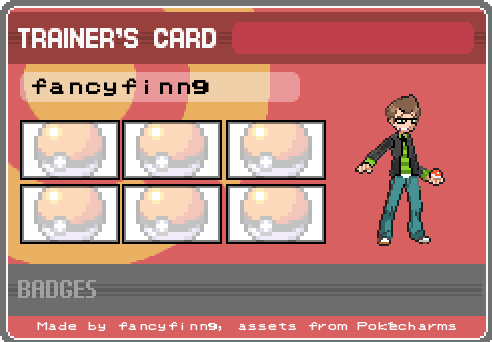 TRAINER'S CARD
fancyfinn9
BADGES
Made by fancyfinn9, assets from Pokécharms